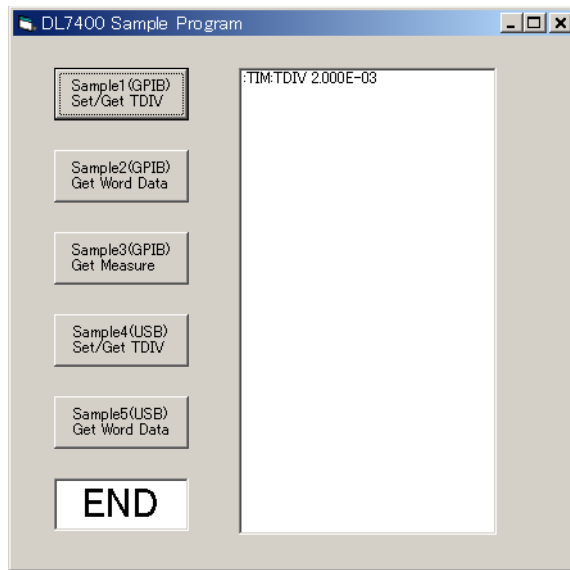 DL7400 Sample Program
Sample1(GPIB)
Set/Get TDIV
:TIM:TDIV 2.000E-03
Sample2(GPIB)
Get Word Data
Sample3(GPIB)
Get Measure
Sample4(USB)
Set/Get TDIV
Sample5(USB)
Get Word Data
END